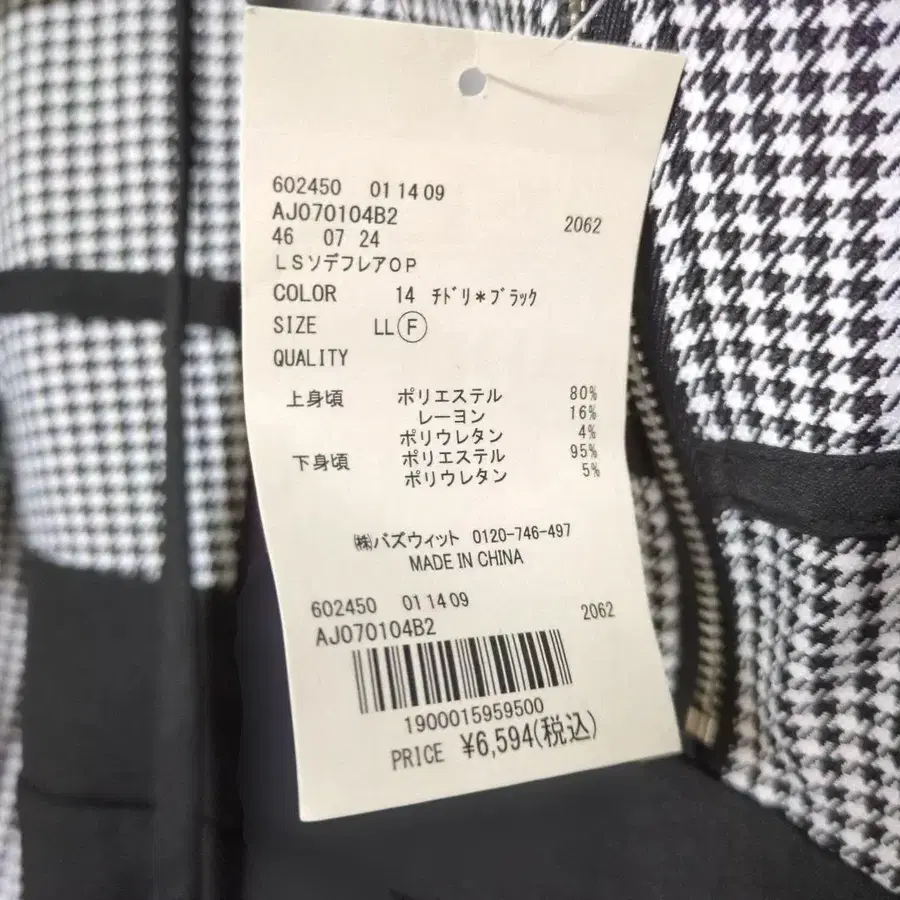 602450 01 14 09
AJ070104B2 2062
46 07 24
LSソデフレアOP
COLOR 14 チドリ*ブラック
SIZE LL Ⓕ
QUALITY
上身頃 ポリエステル 80%
レーヨン 16%
ポリウレタン 4%
下身頃 ポリエステル 95%
ポリウレタン 5%
㈱バズウィット 0120-746-497
MADE IN CHINA
602450 01 14 09
AJ070104B2 2062
1900015959500
PRICE ¥6,594(税込)